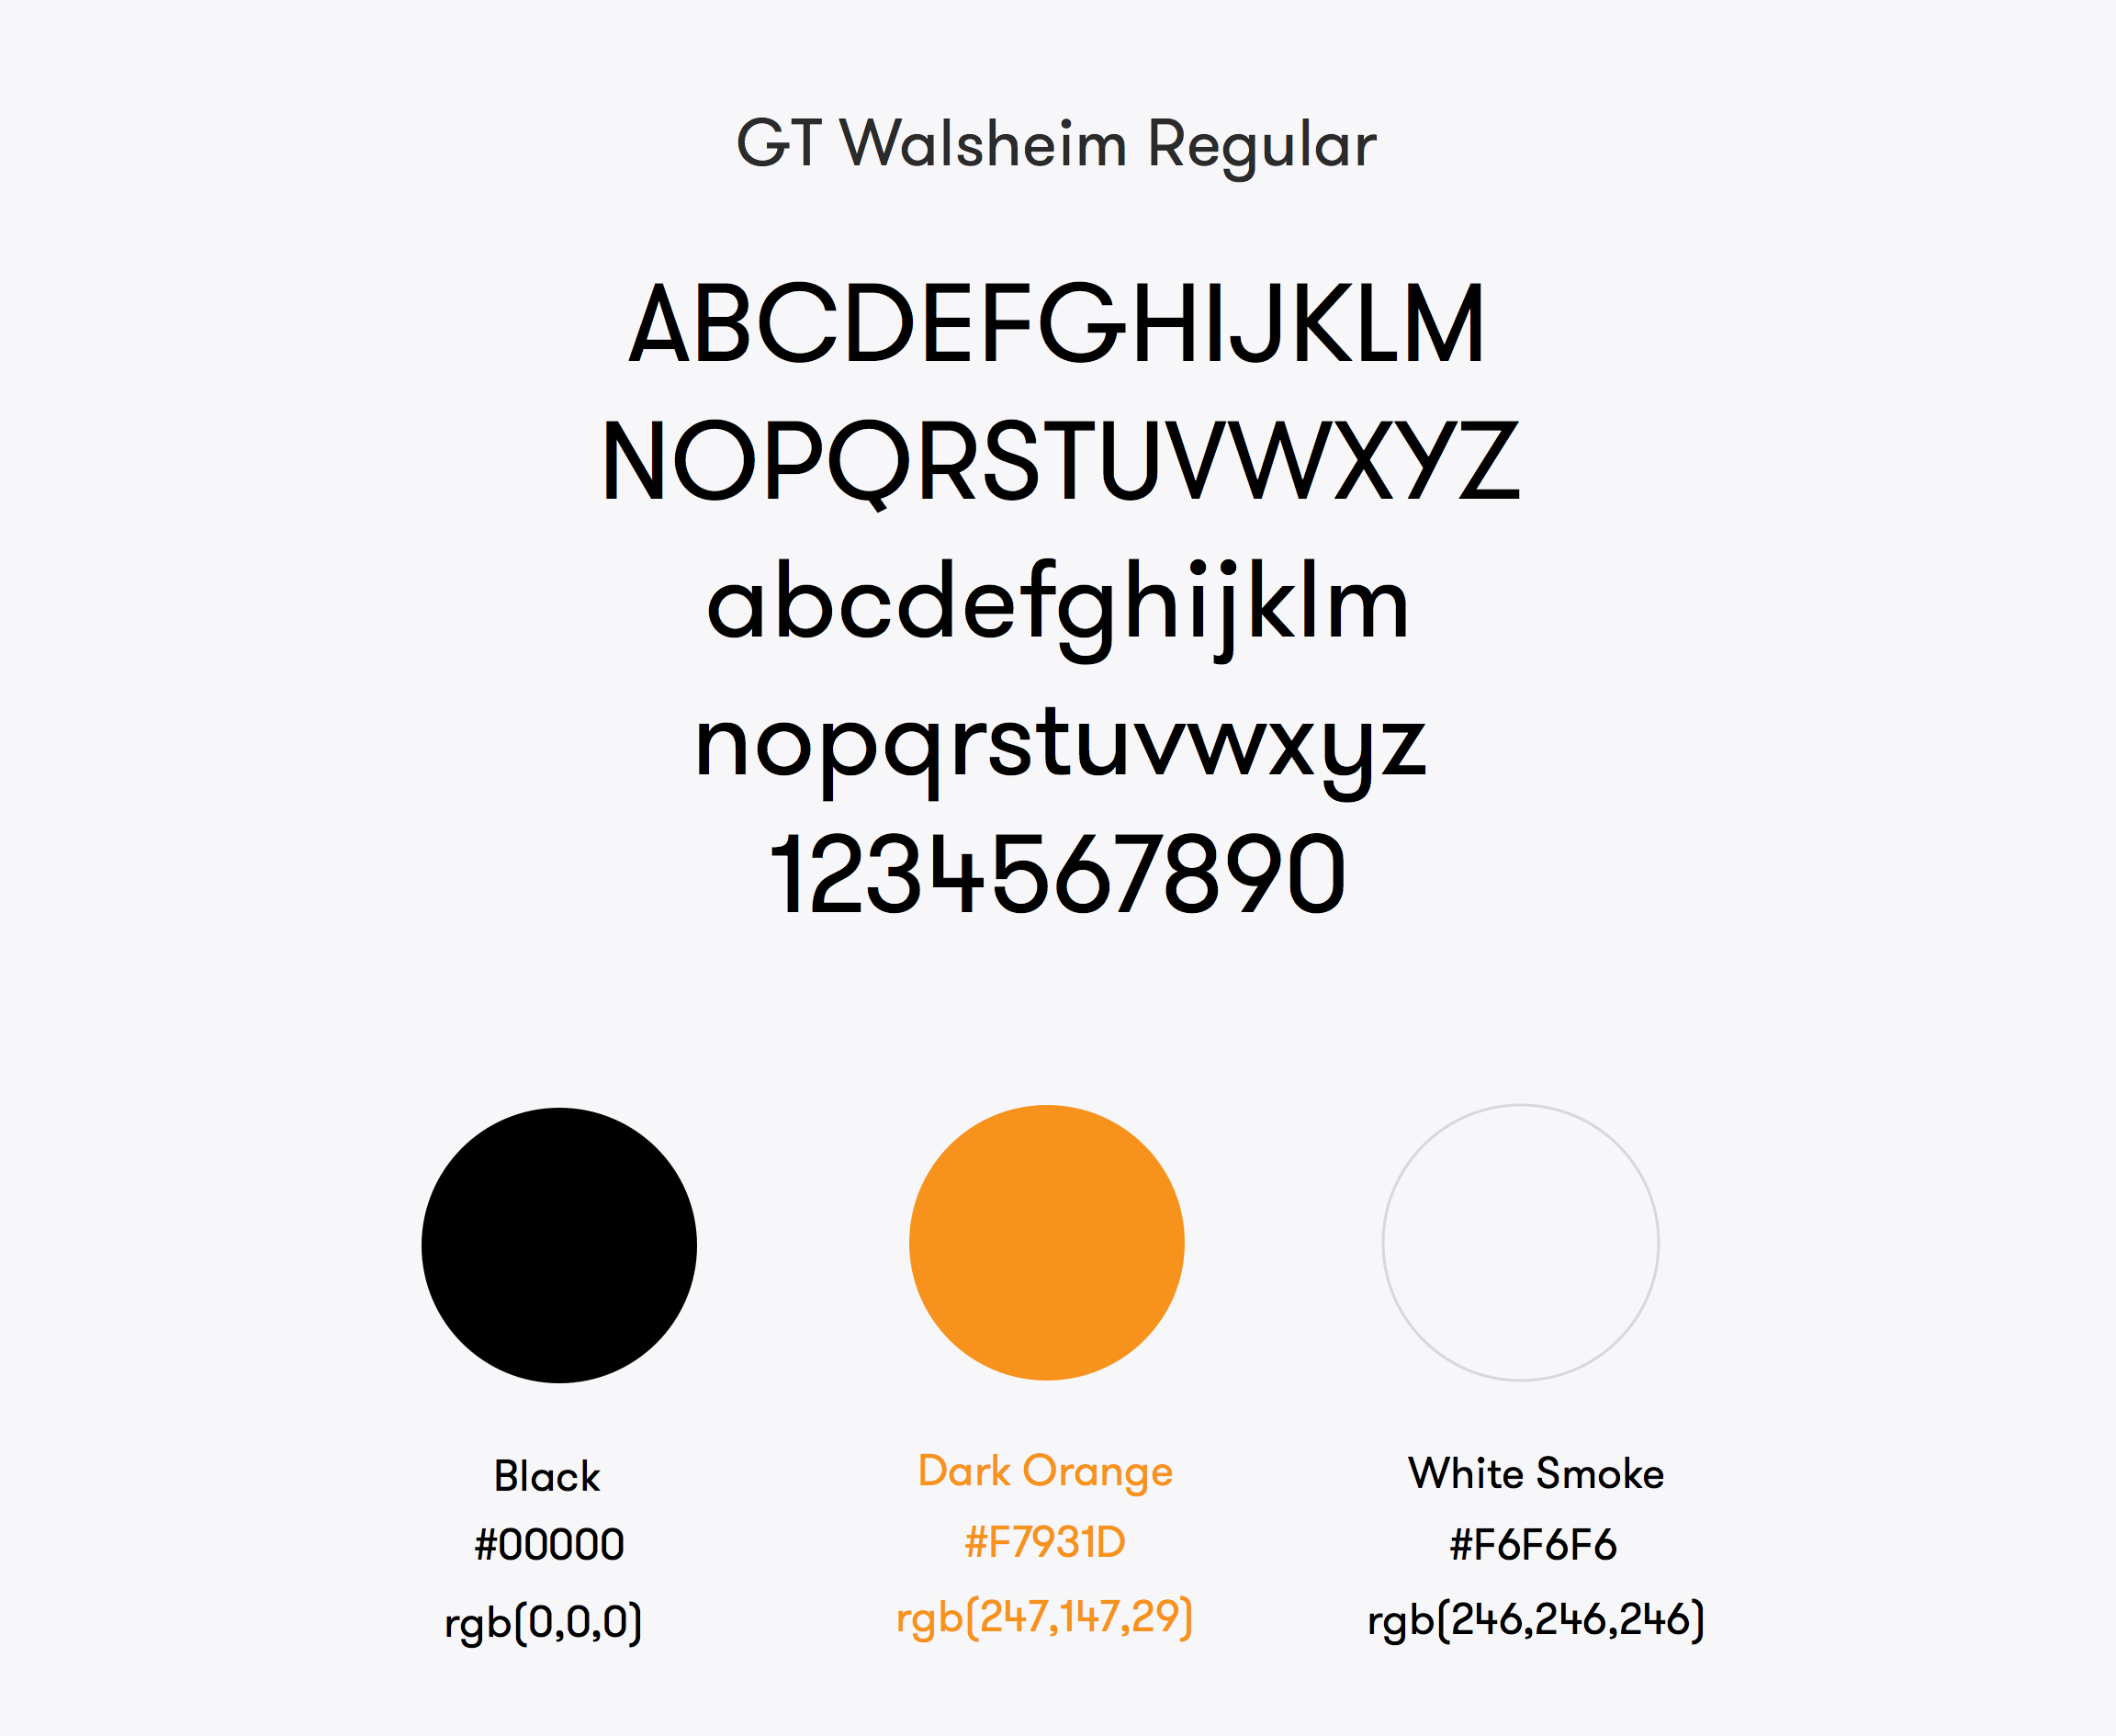 GT Walsheim Regular
ABCDEFGHIJKLM
NOPQRSTUVWXYZ
abcdefghijklm
nopqrstuvwxyz
1234567890
Black
#00000
rgb(0,0,0)
Dark Orange
#F7931D
rgb(247,147,29)
White Smoke
#F6F6F6
rgb(246,246,246)